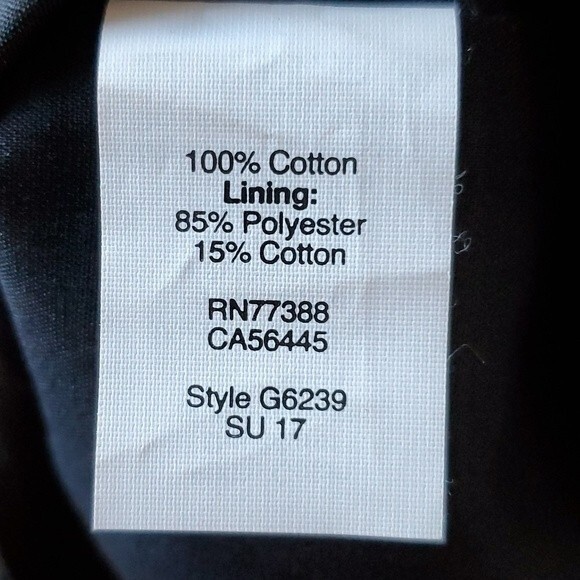 100% Cotton
Lining:
85% Polyester
15% Cotton
RN77388
CA56445
Style G6239
SU 17